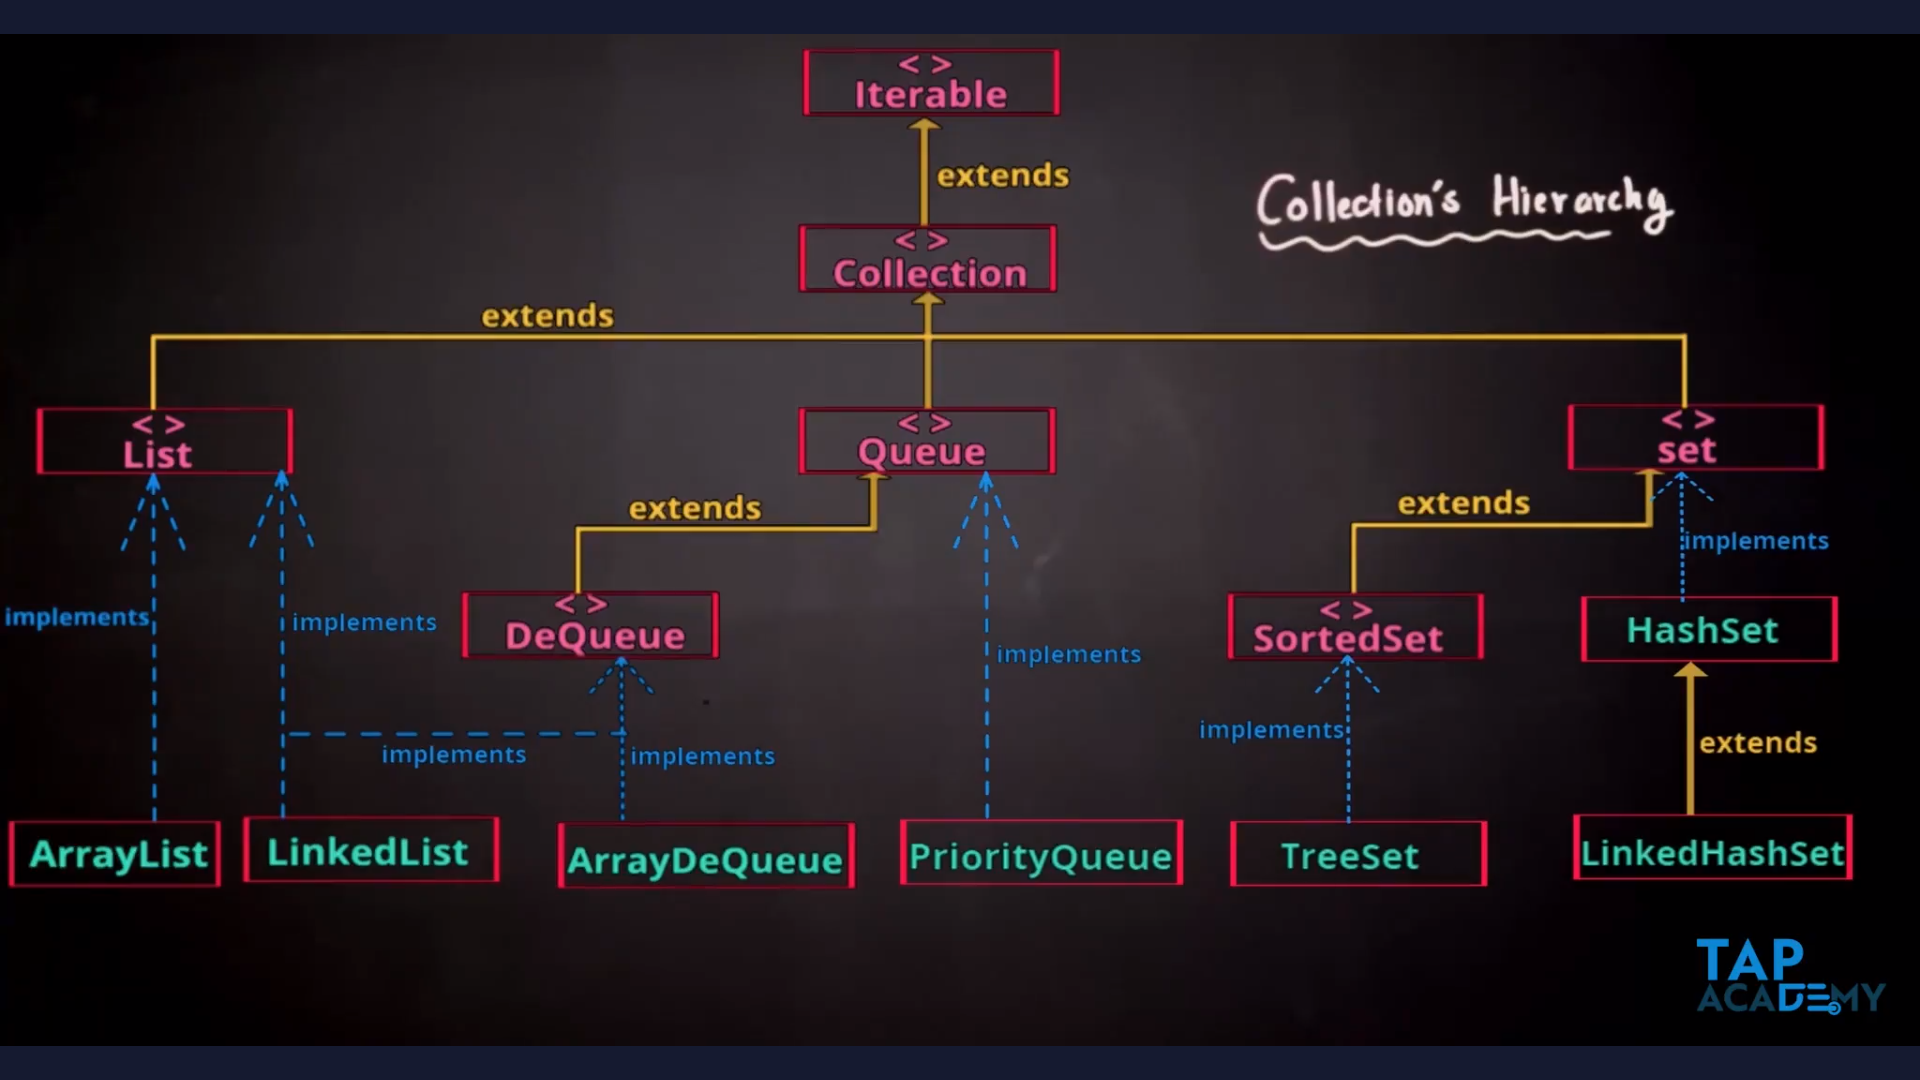 < >
Iterable
extends
Collection's Hierarchy
< >
Collection
extends
< >
List
< >
Queue
< >
set
extends
extends
implements
implements
implements
< >
DeQueue
implements
< >
SortedSet
HashSet
implements
implements
implements
extends
ArrayList
LinkedList
ArrayDeQueue
PriorityQueue
TreeSet
LinkedHashSet
TAP
ACADEMY